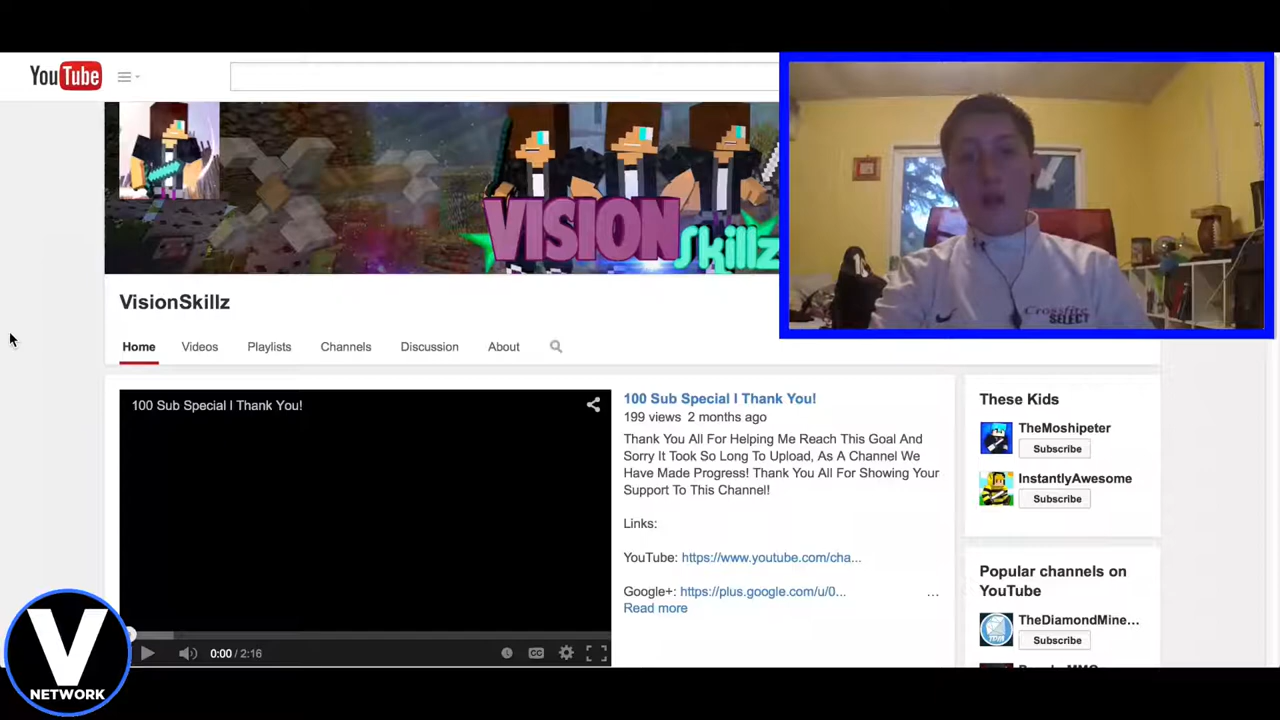 YouTube
VISION
Skillz
VisionSkillz
Home Videos Playlists Channels Discussion About
100 Sub Special I Thank You!
0:00 / 2:16
CC
100 Sub Special I Thank You!
199 views 2 months ago
Thank You All For Helping Me Reach This Goal And
Sorry It Took So Long To Upload, As A Channel We
Have Made Progress! Thank You All For Showing Your
Support To This Channel!
Links:
YouTube: https://www.youtube.com/cha...
Google+: https://plus.google.com/u/0... ...
Read more
These Kids
TheMoshipeter
Subscribe
InstantlyAwesome
Subscribe
Popular channels on
YouTube
TheDiamondMine...
Subscribe
Crossfire
SELECT
V
NETWORK